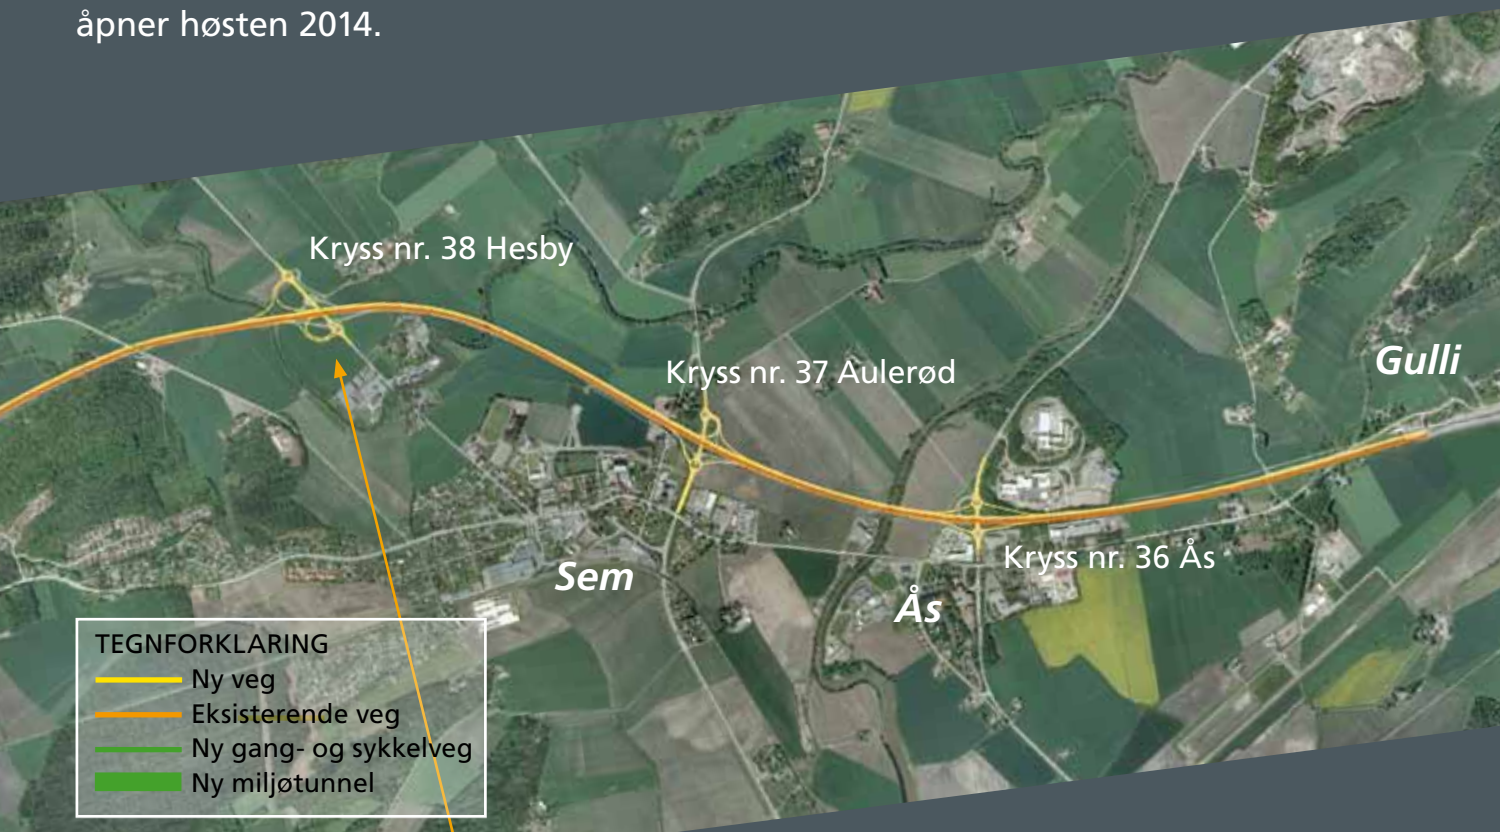 åpner høsten 2014.
Kryss nr. 38 Hesby
Kryss nr. 37 Aulerød
Gulli
Kryss nr. 36 Ås
Sem
Ås
TEGNFORKLARING
Ny veg
Eksisterende veg
Ny gang- og sykkelveg
Ny miljøtunnel